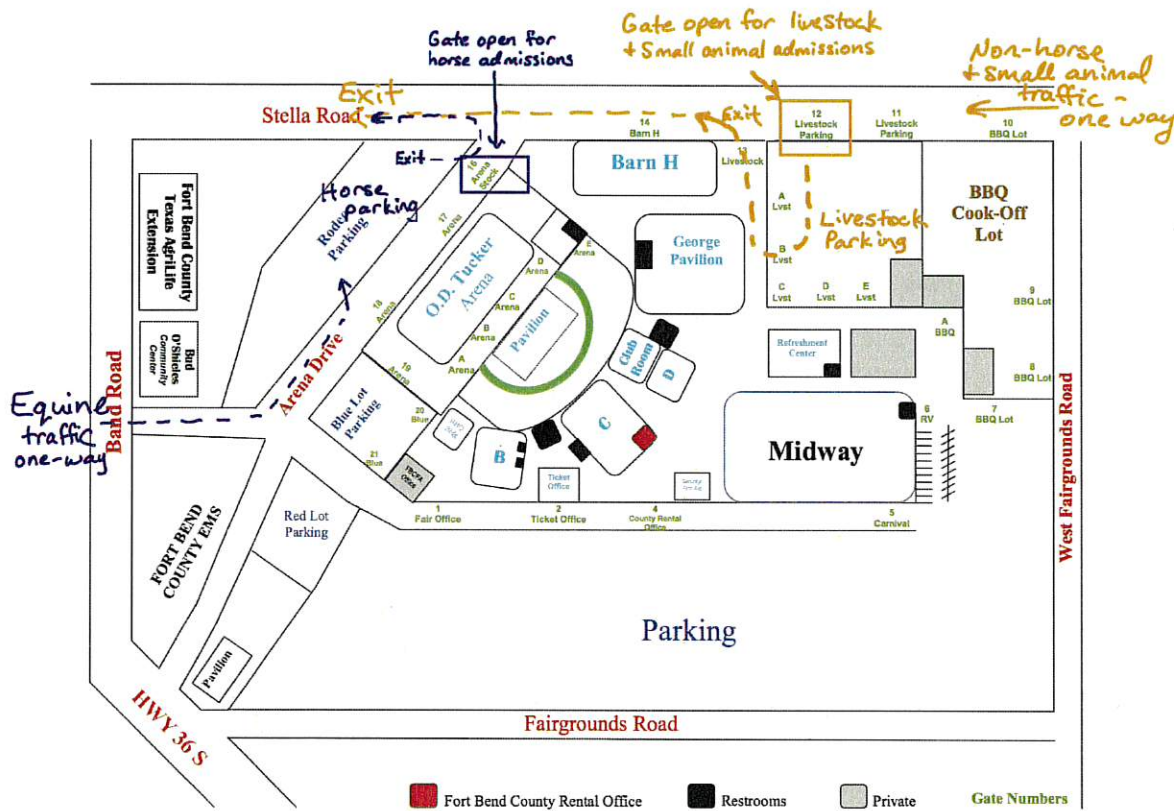 Gate open for
horse admissions
Gate open for livestock
+ Small animal admissions
Non-horse
+ small animal
traffic -
one way
Exit
Stella Road
Exit
14
Barn H
12
Livestock
Parking
11
Livestock
Parking
10
BBQ Lot
Exit
16
Arena
Stock
13
Livestock
Barn H
Horse
parking
Rodeo
Parking
17
Arena
A
Lvst
B
Lvst
C
Lvst
D
Lvst
E
Lvst
Livestock
Parking
BBQ
Cook-Off
Lot
Fort Bend County
Texas AgriLife
Extension
Bud
O'Shieles
Community
Center
George
Pavilion
O.D. Tucker
Arena
E
Arena
D
Arena
C
Arena
B
Arena
A
Arena
Pavilion
18
Arena
19
Arena
Arena Drive
9
BBQ Lot
A
BBQ
Refreshment
Center
8
BBQ Lot
7
BBQ Lot
6
RV
Club
Room
D
C
B
Blue Lot
Parking
20
Blue
21
Blue
Equine
traffic
one-way
Band Road
Midway
West Fairgrounds Road
Ticket
Office
1
Fair Office
2
Ticket Office
4
County Rental
Office
5
Carnival
Red Lot
Parking
FORT BEND
COUNTY EMS
Pavilion
Parking
HWY 36 S
Fairgrounds Road
Fort Bend County Rental Office
Restrooms
Private
Gate Numbers